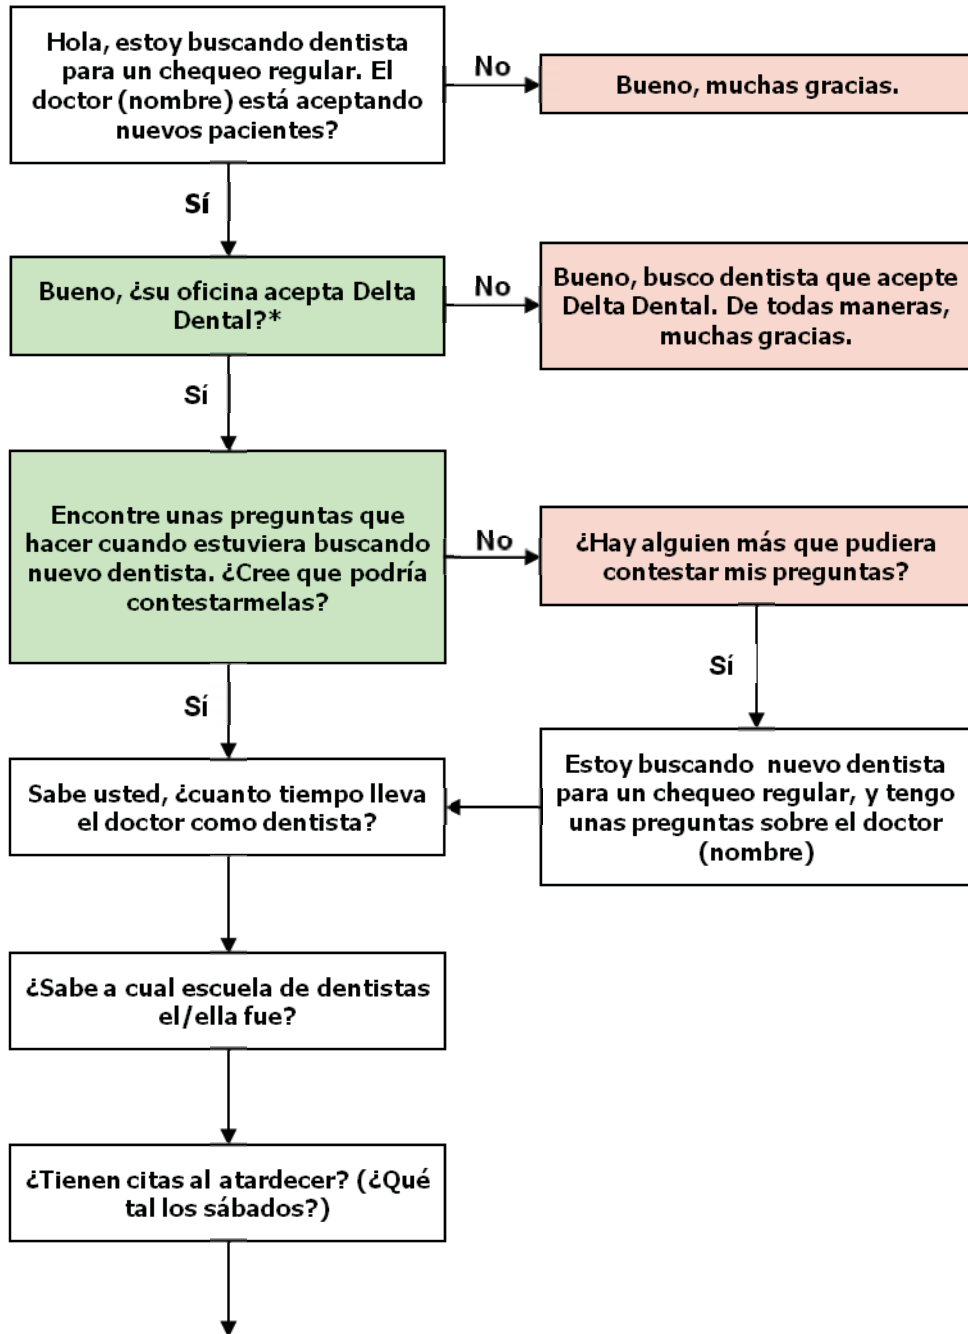 Hola, estoy buscando dentista
para un chequeo regular. El
doctor (nombre) está aceptando
nuevos pacientes?
No
Bueno, muchas gracias.
Sí
Bueno, ¿su oficina acepta Delta
Dental?*
No
Bueno, busco dentista que acepte
Delta Dental. De todas maneras,
muchas gracias.
Sí
Encontre unas preguntas que
hacer cuando estuviera buscando
nuevo dentista. ¿Cree que podría
contestarmelas?
No
¿Hay alguien más que pudiera
contestar mis preguntas?
Sí
Sí
Estoy buscando nuevo dentista
para un chequeo regular, y tengo
unas preguntas sobre el doctor
(nombre)
Sabe usted, ¿cuanto tiempo lleva
el doctor como dentista?
¿Sabe a cual escuela de dentistas
el/ella fue?
¿Tienen citas al atardecer? (¿Qué
tal los sábados?)